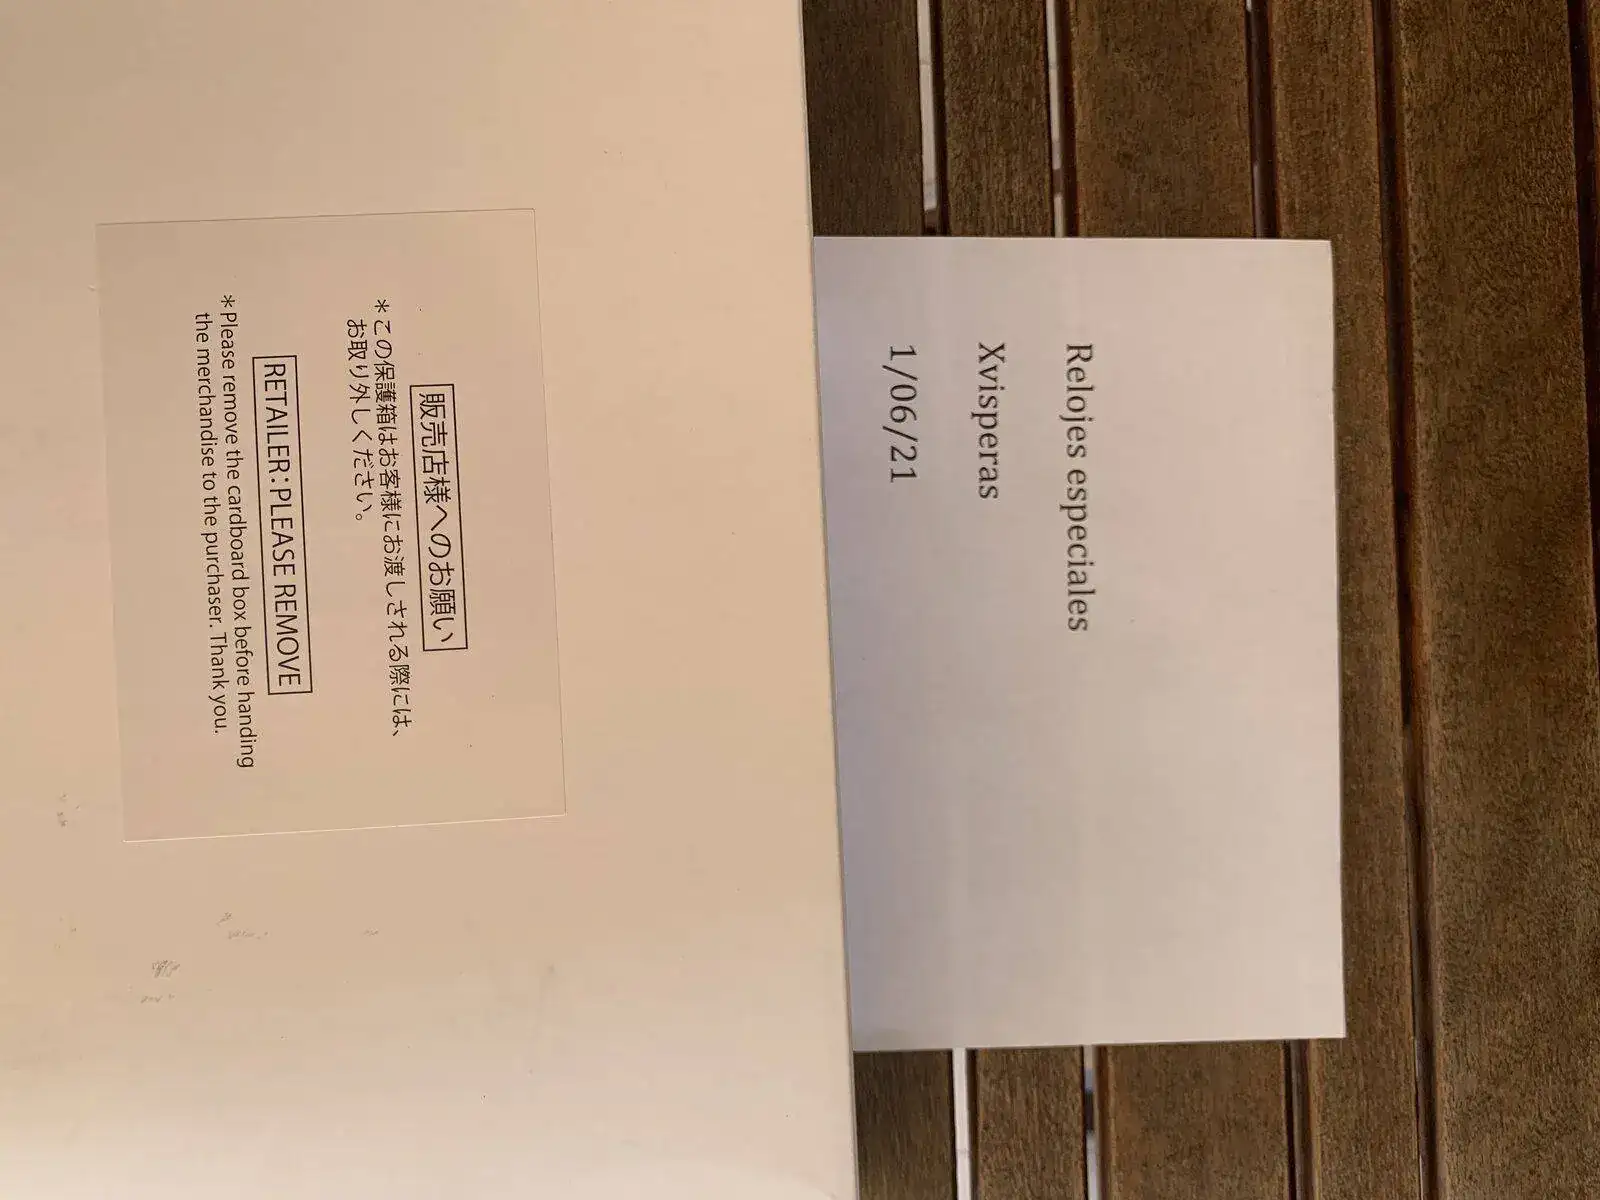 Relojes especiales
Xvisperas
1/06/21
販売店様へのお願い
＊この保護箱はお客様にお渡しされる際には、
お取り外しください。
RETAILER:PLEASE REMOVE
＊Please remove the cardboard box before handing
the merchandise to the purchaser. Thank you.